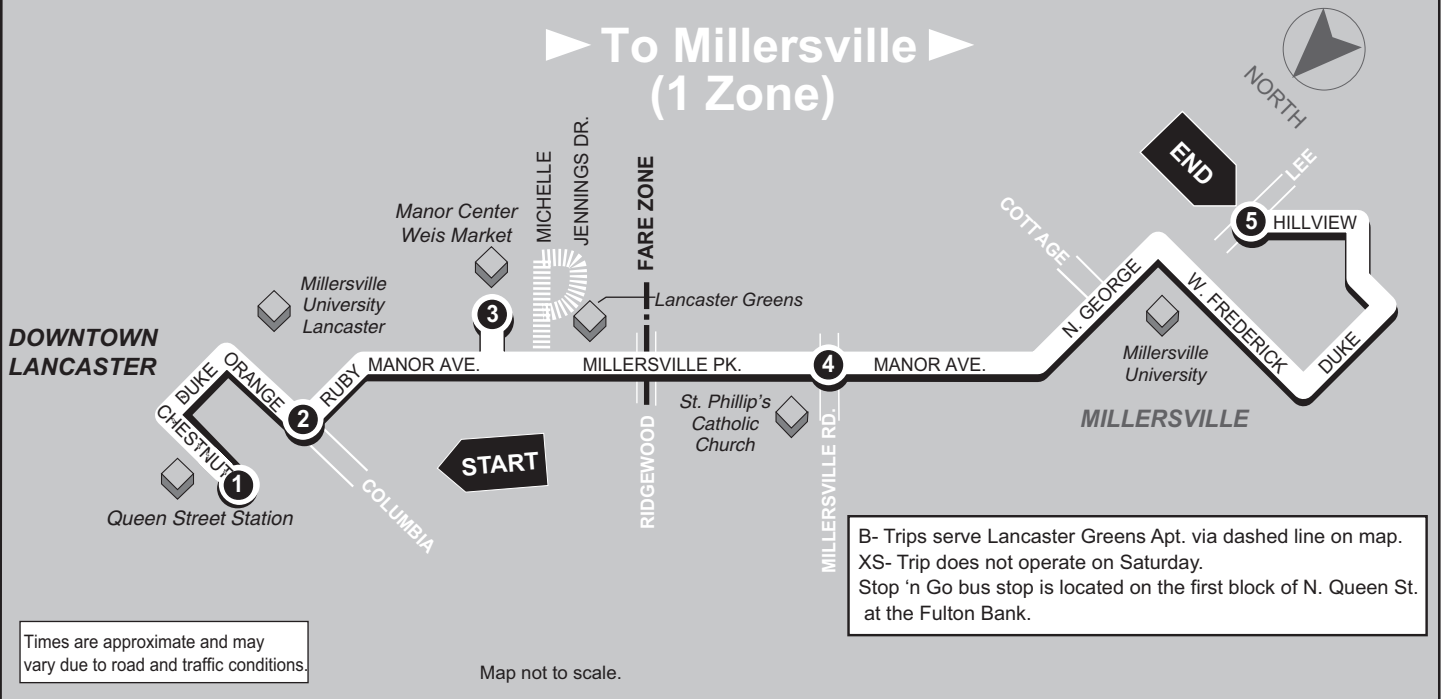 To Millersville
(1 Zone)
NORTH
END
LEE
COTTAGE
5
HILLVIEW
MICHELLE
JENNINGS DR.
FARE ZONE
Manor Center
Weis Market
Millersville
University
Lancaster
3
Lancaster Greens
DOWNTOWN
LANCASTER
DUKE
ORANGE
RUBY
MANOR AVE.
MILLERSVILLE PK.
4
MANOR AVE.
N. GEORGE
W. FREDERICK
DUKE
Millersville
University
MILLERSVILLE
CHESTNUT
2
1
START
COLUMBIA
RIDGEWOOD
St. Phillip's
Catholic
Church
MILLERSVILLE RD.
Queen Street Station
B- Trips serve Lancaster Greens Apt. via dashed line on map.
XS- Trip does not operate on Saturday.
Stop ‘n Go bus stop is located on the first block of N. Queen St.
at the Fulton Bank.
Times are approximate and may
vary due to road and traffic conditions.
Map not to scale.